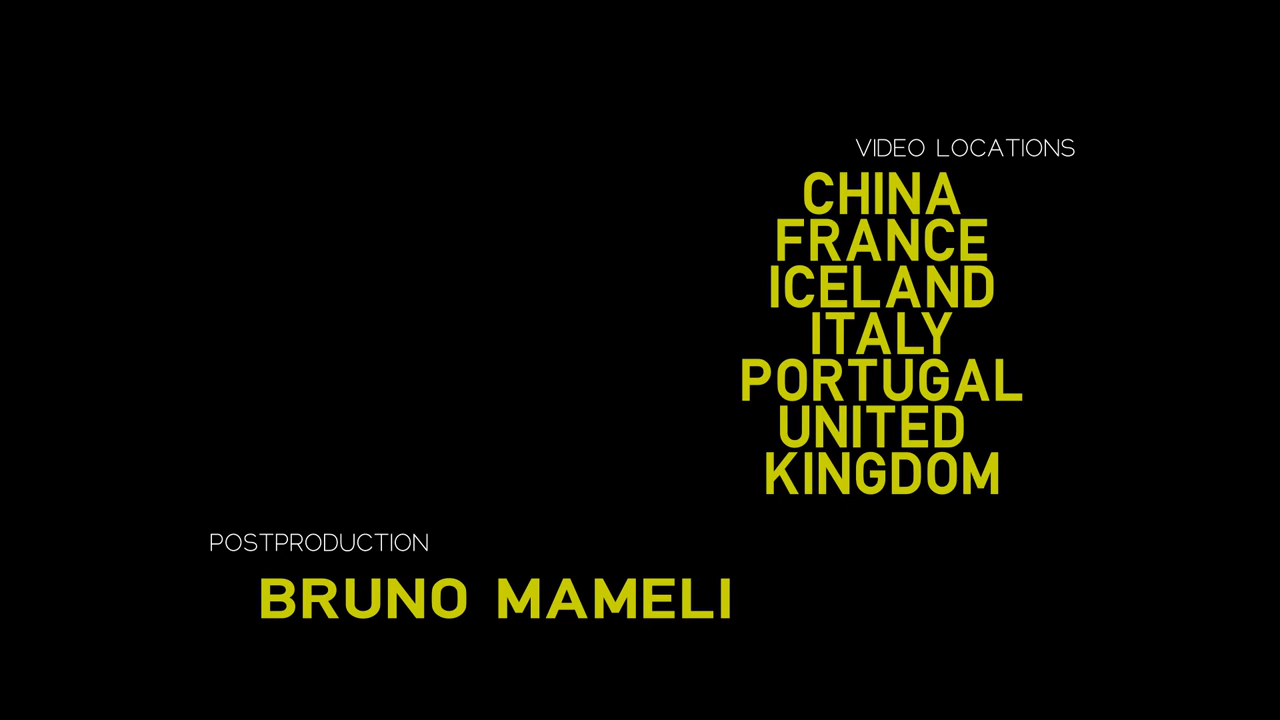 VIDEO LOCATIONS
CHINA
FRANCE
ICELAND
ITALY
PORTUGAL
UNITED
KINGDOM
POSTPRODUCTION
BRUNO MAMELI